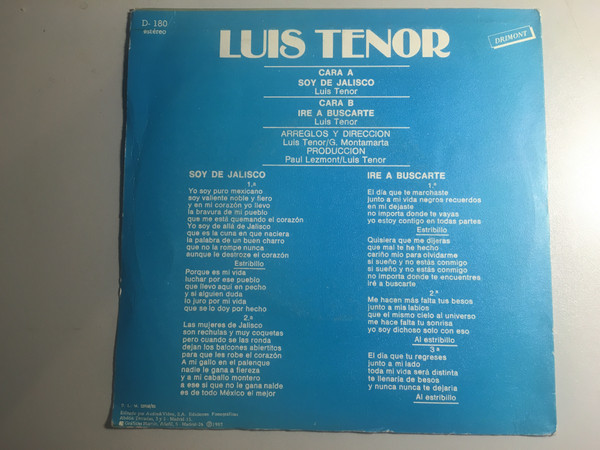 D- 180
estéreo
LUIS TENOR
DRIMONT
CARA A
SOY DE JALISCO
Luis Tenor
CARA B
IRE A BUSCARTE
Luis Tenor
ARREGLOS Y DIRECCION
Luis Tenor/G. Montamarta
PRODUCCION
Paul Lezmont/Luis Tenor
SOY DE JALISCO
1.ª
Yo soy puro mexicano
soy valiente noble y fiero
y en mi corazón yo llevo
la bravura de mi pueblo
que me está quemando el corazón
Yo soy de allá de Jalisco
que es la cuna en que naciera
la palabra de un buen charro
que no la rompe nunca
aunque le destroze el corazón
Estribillo
Porque es mi vida
luchar por ese pueblo
que llevo aquí en pecho
y si alguien duda
lo juro por mi vida
que se lo doy por hecho
2.ª
Las mujeres de Jalisco
son rechulas y muy coquetas
pero cuando se las ronda
dejan los balcones abiertitos
para que les robe el corazón
A mi gallo en el palenque
nadie le gana a fiereza
y a mi caballo montero
a ese si que no le gana naide
es de todo México el mejor
IRE A BUSCARTE
1.ª
El día que te marchaste
junto a mi vida negros recuerdos
en mi dejaste
no importa donde te vayas
yo estoy contigo en todas partes
Estribillo
Quisiera que me dijeras
que mal te he hecho
cariño mio para olvidarme
si sueño y no estás conmigo
si sueño y no estás conmigo
no importa donde te encuentres
iré a buscarte
2.ª
Me hacen más falta tus besos
junto a mis labios
que el mismo cielo al universo
me hace falta tu sonrisa
yo soy dichoso solo con eso
Al estribillo
3.ª
El día que tu regreses
junto a mi lado
toda mi vida será distinta
te llenaría de besos
y nunca nunca te dejaría
Al estribillo